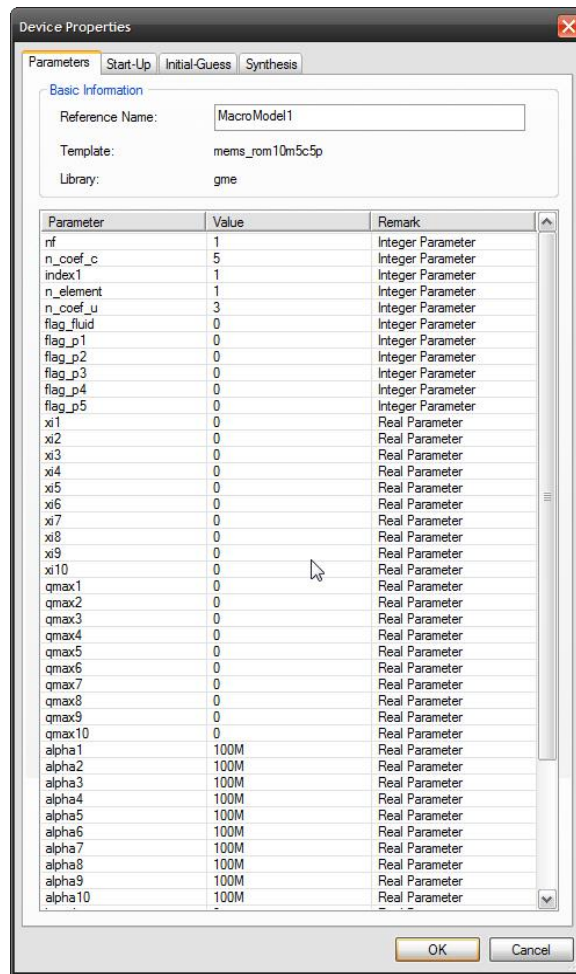 Device Properties
Parameters Start-Up Initial-Guess Synthesis
Basic Information
Reference Name: MacroModel1
Template: mems_rom10m5c5p
Library: gme
Parameter Value Remark
nf 1 Integer Parameter
n_coef_c 5 Integer Parameter
index1 1 Integer Parameter
n_element 1 Integer Parameter
n_coef_u 3 Integer Parameter
flag_fluid 0 Integer Parameter
flag_p1 0 Integer Parameter
flag_p2 0 Integer Parameter
flag_p3 0 Integer Parameter
flag_p4 0 Integer Parameter
flag_p5 0 Integer Parameter
xi1 0 Real Parameter
xi2 0 Real Parameter
xi3 0 Real Parameter
xi4 0 Real Parameter
xi5 0 Real Parameter
xi6 0 Real Parameter
xi7 0 Real Parameter
xi8 0 Real Parameter
xi9 0 Real Parameter
xi10 0 Real Parameter
qmax1 0 Real Parameter
qmax2 0 Real Parameter
qmax3 0 Real Parameter
qmax4 0 Real Parameter
qmax5 0 Real Parameter
qmax6 0 Real Parameter
qmax7 0 Real Parameter
qmax8 0 Real Parameter
qmax9 0 Real Parameter
qmax10 0 Real Parameter
alpha1 100M Real Parameter
alpha2 100M Real Parameter
alpha3 100M Real Parameter
alpha4 100M Real Parameter
alpha5 100M Real Parameter
alpha6 100M Real Parameter
alpha7 100M Real Parameter
alpha8 100M Real Parameter
alpha9 100M Real Parameter
alpha10 100M Real Parameter
OK Cancel